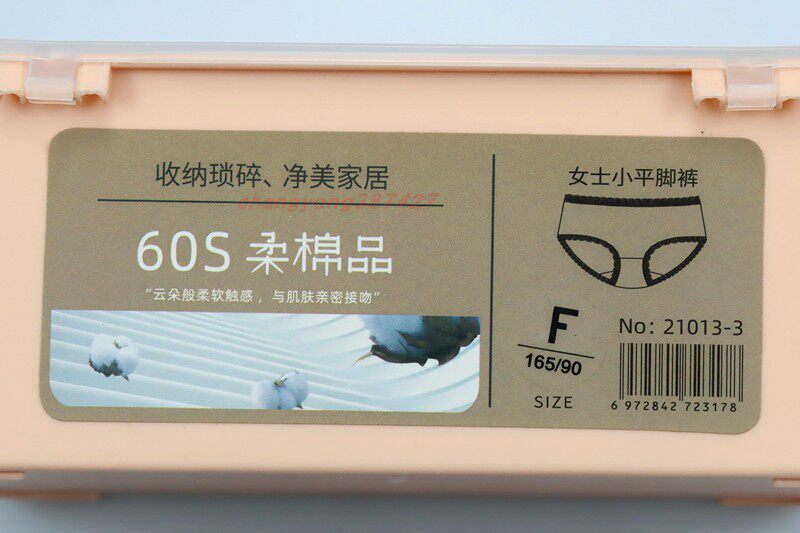 收纳琐碎、净美家居
60S 柔棉品
“云朵般柔软触感，与肌肤亲密接吻”
女士小平脚裤
F
165/90
SIZE
No: 21013-3
6 972842 723178